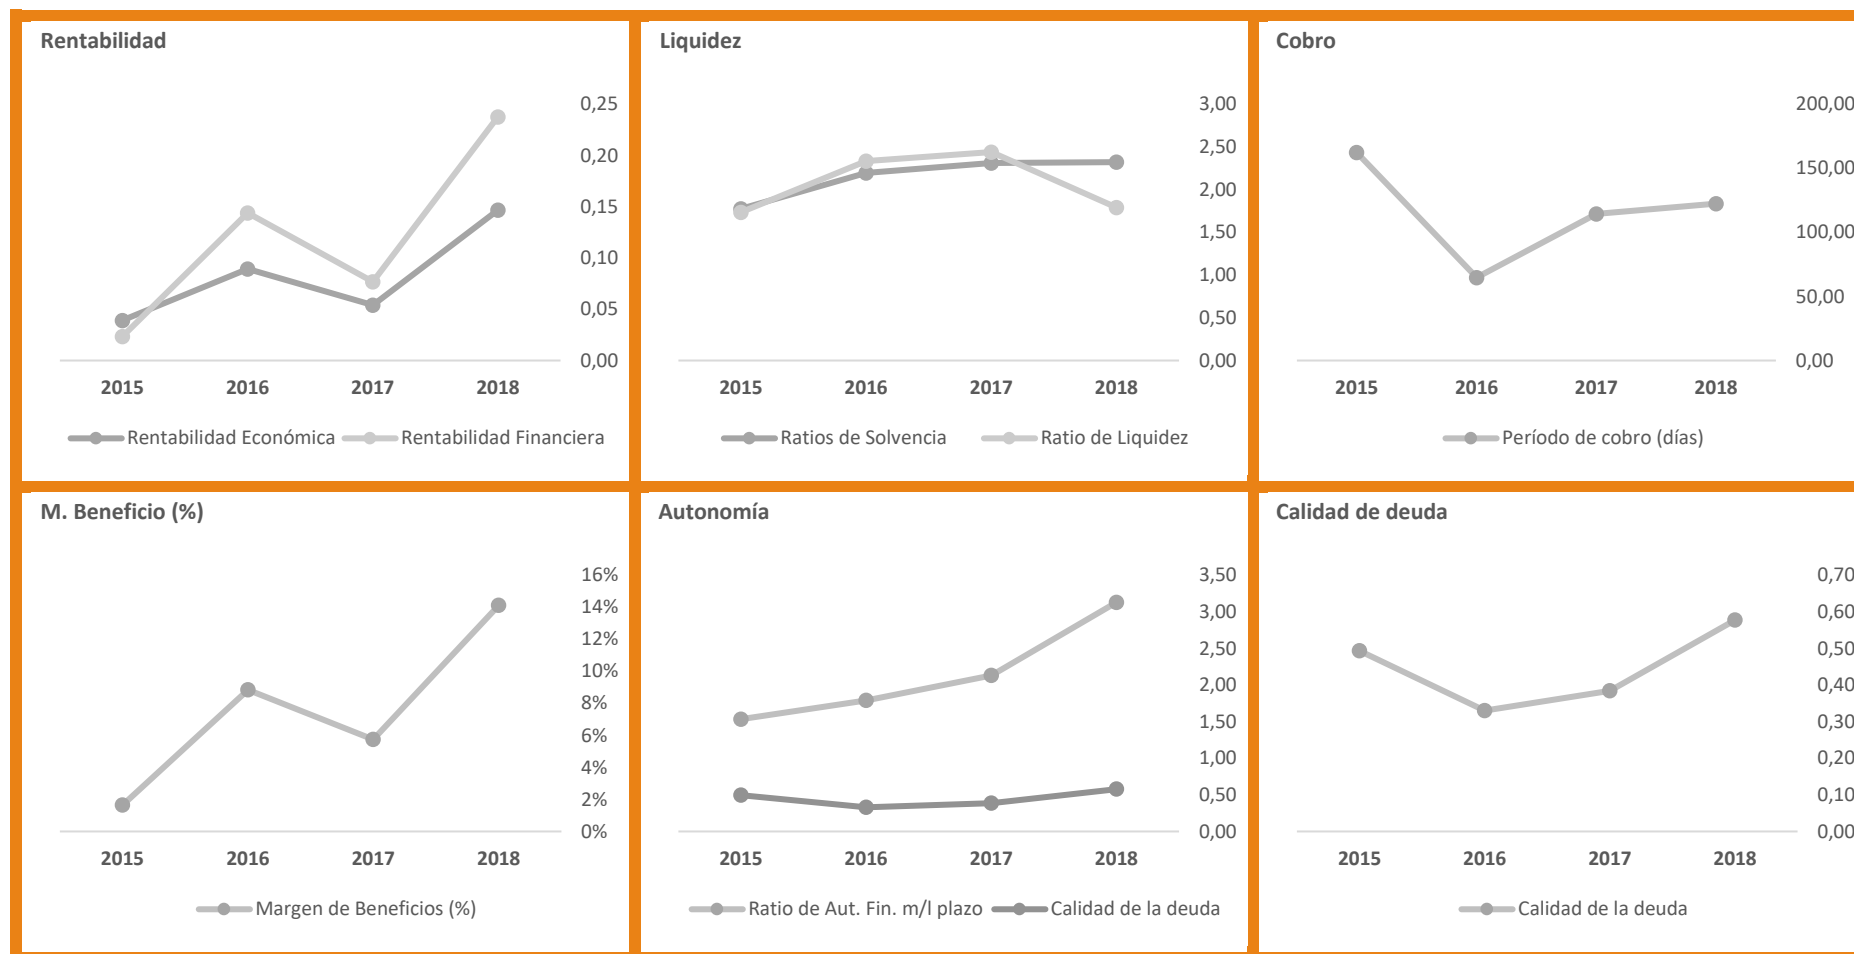 Rentabilidad
0,25
0,20
0,15
0,10
0,05
0,00
2015 2016 2017 2018
Rentabilidad Económica Rentabilidad Financiera
Liquidez
3,00
2,50
2,00
1,50
1,00
0,50
0,00
2015 2016 2017 2018
Ratios de Solvencia Ratio de Liquidez
Cobro
200,00
150,00
100,00
50,00
0,00
2015 2016 2017 2018
Período de cobro (días)
M. Beneficio (%)
16%
14%
12%
10%
8%
6%
4%
2%
0%
2015 2016 2017 2018
Margen de Beneficios (%)
Autonomía
3,50
3,00
2,50
2,00
1,50
1,00
0,50
0,00
2015 2016 2017 2018
Ratio de Aut. Fin. m/l plazo Calidad de la deuda
Calidad de deuda
0,70
0,60
0,50
0,40
0,30
0,20
0,10
0,00
2015 2016 2017 2018
Calidad de la deuda